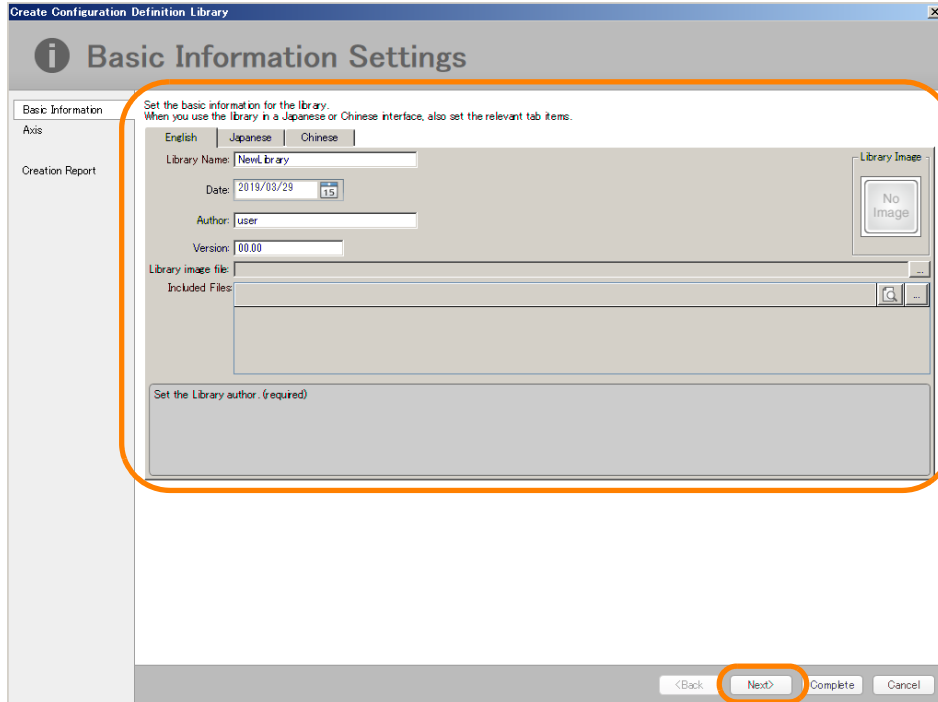 Create Configuration Definition Library
Basic Information Settings
Basic Information
Axis
Creation Report
Set the basic information for the library.
When you use the library in a Japanese or Chinese interface, also set the relevant tab items.
English Japanese Chinese
Library Name: NewLibrary
Library Image
No
Image
Date: 2019/03/29 15
Author: user
Version: 00.00
Library image file: ...
Included Files: ...
Set the Library author. (required)
<Back Next> Complete Cancel